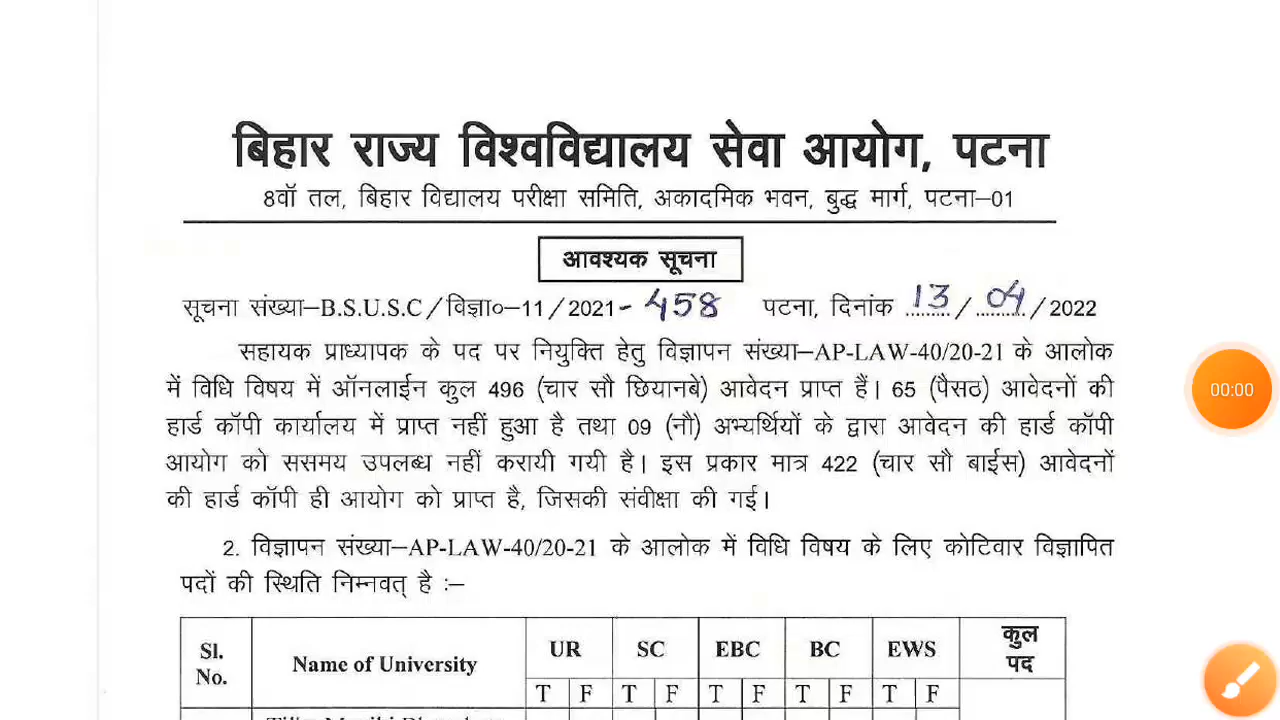 बिहार राज्य विश्वविद्यालय सेवा आयोग, पटना
8वॉ तल, बिहार विद्यालय परीक्षा समिति, अकादमिक भवन, बुद्ध मार्ग, पटना–01
आवश्यक सूचना
सूचना संख्या–B.S.U.S.C/विज्ञा०–11/2021-458 पटना, दिनांक 13/04/2022
सहायक प्राध्यापक के पद पर नियुक्ति हेतु विज्ञापन संख्या–AP-LAW-40/20-21 के आलोक
में विधि विषय में ऑनलाईन कुल 496 (चार सौ छियानबे) आवेदन प्राप्त हैं। 65 (पैसठ) आवेदनों की
हार्ड कॉपी कार्यालय में प्राप्त नहीं हुआ है तथा 09 (नौ) अभ्यर्थियों के द्वारा आवेदन की हार्ड कॉपी
आयोग को ससमय उपलब्ध नहीं करायी गयी है। इस प्रकार मात्र 422 (चार सौ बाईस) आवेदनों
की हार्ड कॉपी ही आयोग को प्राप्त है, जिसकी संवीक्षा की गई।
2. विज्ञापन संख्या–AP-LAW-40/20-21 के आलोक में विधि विषय के लिए कोटिवार विज्ञापित
पदों की स्थिति निम्नवत् है :–
Sl. No. Name of University UR SC EBC BC EWS कुल पद
T F T F T F T F T F
00:00